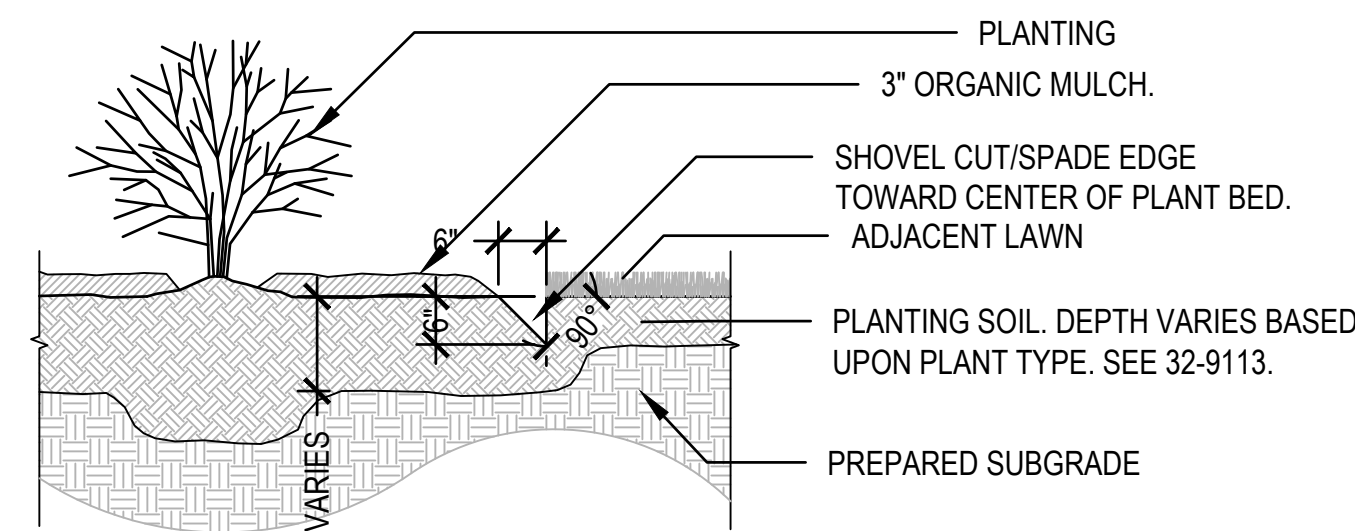 PLANTING
3" ORGANIC MULCH.
SHOVEL CUT/SPADE EDGE
TOWARD CENTER OF PLANT BED.
ADJACENT LAWN
6"
6"
90°
PLANTING SOIL. DEPTH VARIES BASED
UPON PLANT TYPE. SEE 32-9113.
VARIES
PREPARED SUBGRADE